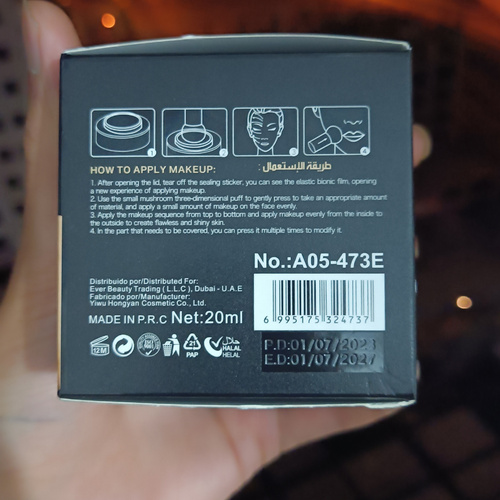 1
2
3
4
HOW TO APPLY MAKEUP:
طريقة الإستعمال:
1. After opening the lid, tear off the sealing sticker, you can see the elastic bionic film, opening
a new experience of applying makeup.
2. Use the small mushroom three-dimensional puff to gently press to take an appropriate amount
of material, and apply a small amount of makeup on the face evenly.
3. Apply the makeup sequence from top to bottom and apply makeup evenly from the inside to
the outside to create flawless and shiny skin.
4. In the part that needs to be covered, you can press it multiple times to modify it.
No.:A05-473E
Distribuido por/Distributed For:
Ever Beauty Trading ( L.L.C ), Dubai - U.A.E
Fabricado por/Manufacturer:
Yiwu Hongyan Cosmetic Co., Ltd.
MADE IN P.R.C Net:20ml
6 995175 324737
12M
21
PAP
حلال
HALAL
HELAL
P.D:01/07/2023
E.D:01/07/2027